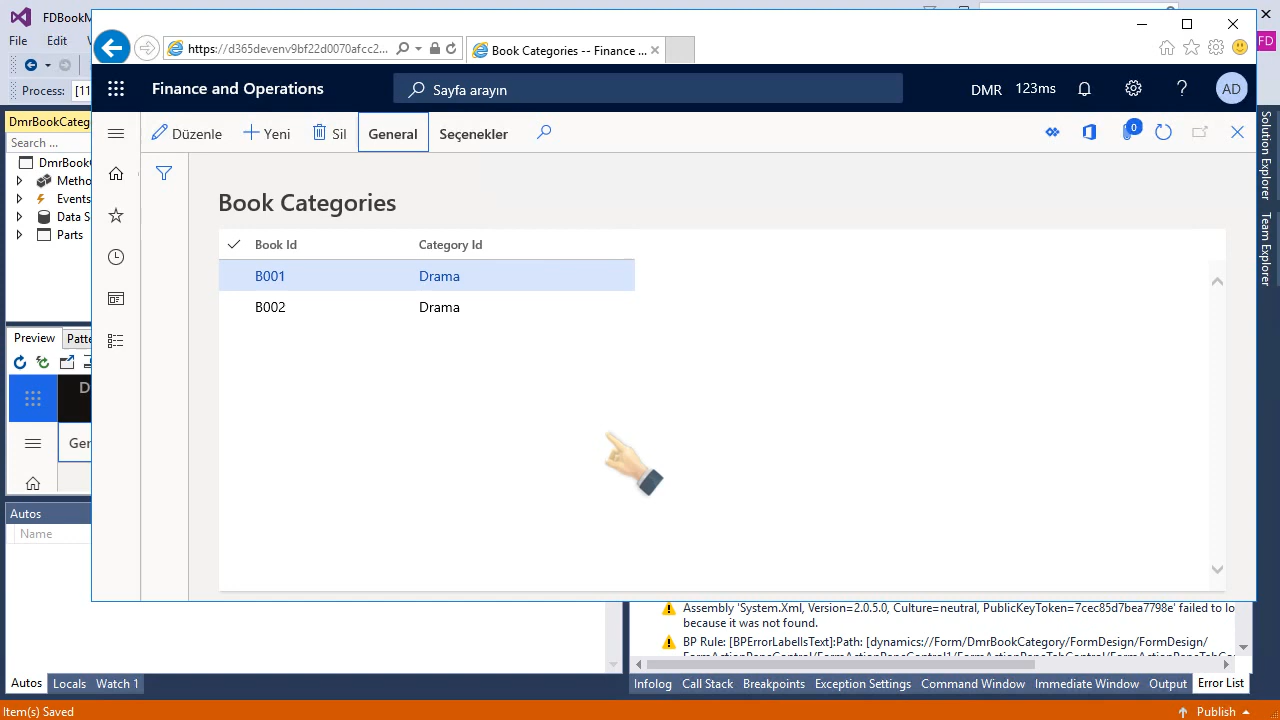 FDBookM
File Edit
Process: [11
FD
https://d365devenv9bf22d0070afcc2...
Book Categories -- Finance ...
Finance and Operations
Sayfa arayın
DMR 123ms
AD
Düzenle Yeni Sil General Seçenekler
0
DmrBookCateg
Search ...
DmrBookC
Metho
Events
Data S
Parts
Book Categories
Book Id Category Id
B001 Drama
B002 Drama
Solution Explorer
Team Explorer
Preview Patte
D
Ger
Autos
Name
Assembly 'System.Xml, Version=2.0.5.0, Culture=neutral, PublicKeyToken=7cec85d7bea7798e' failed to lo
because it was not found.
BP Rule: [BPErrorLabelIsText]:Path: [dynamics://Form/DmrBookCategory/FormDesign/FormDesign/
Autos Locals Watch 1
Infolog Call Stack Breakpoints Exception Settings Command Window Immediate Window Output Error List
Item(s) Saved
Publish